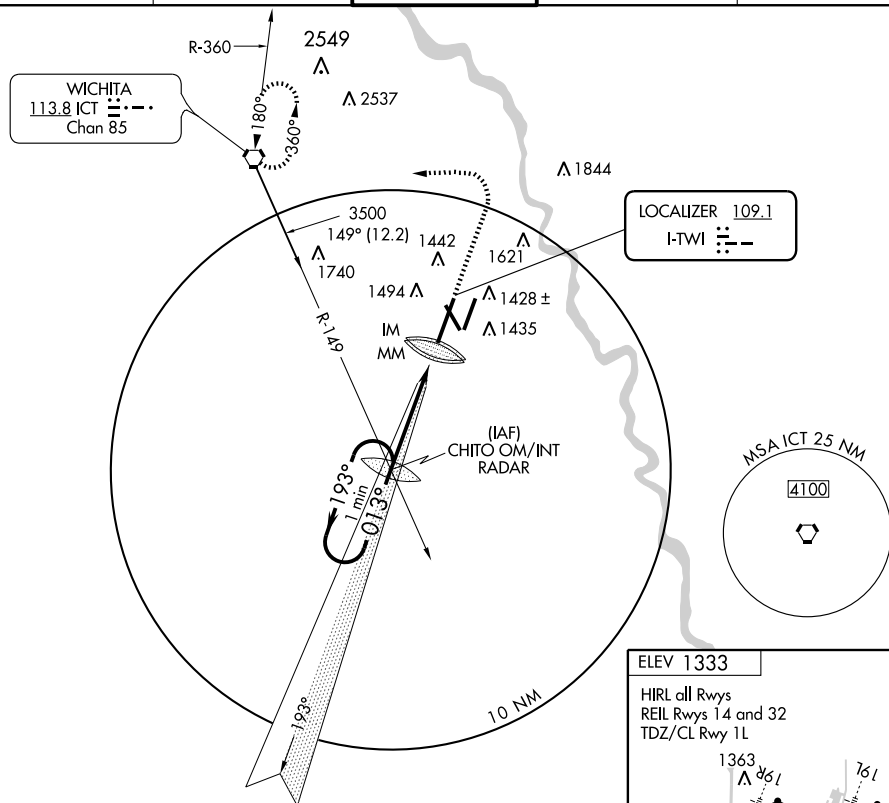 R-360
2549
2537
WICHITA
113.8 ICT
Chan 85
180°
360°
1844
3500
149° (12.2)
1740
1442
1621
LOCALIZER 109.1
I-TWI
1494
1428 ±
1435
IM
MM
R-149
(IAF)
CHITO OM/INT
RADAR
193°
1 min
013°
MSA ICT 25 NM
4100
193°
10 NM
ELEV 1333
HIRL all Rwys
REIL Rwys 14 and 32
TDZ/CL Rwy 1L
1363
19R
19L